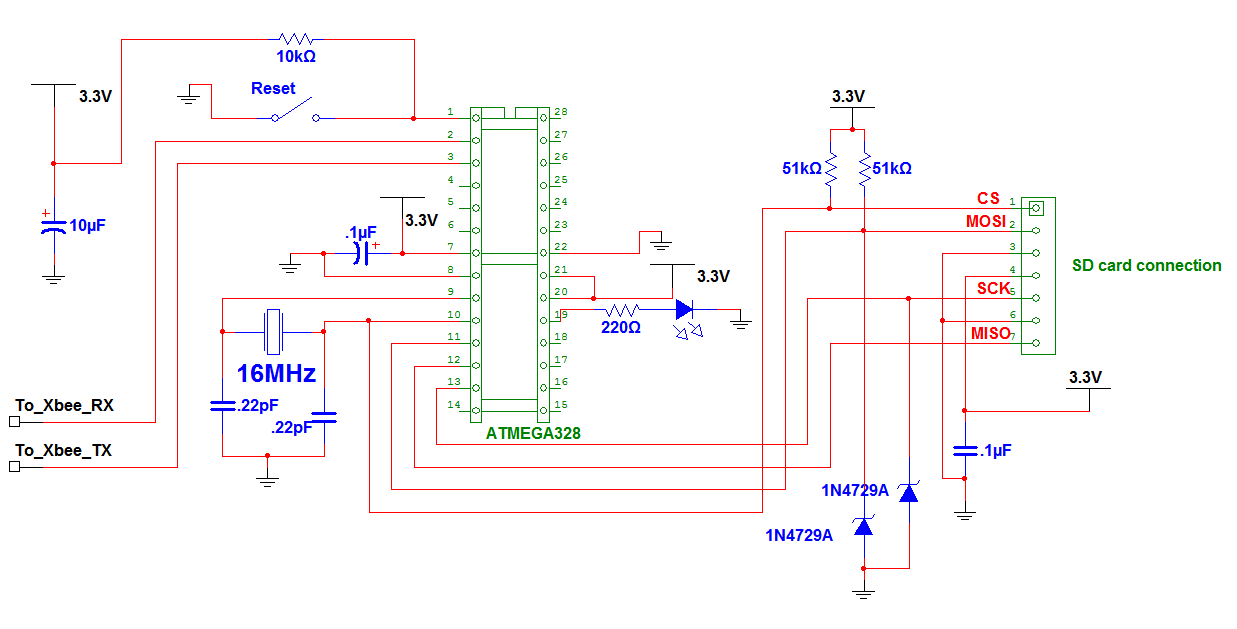 10kΩ
3.3V
Reset
1 28
2 27
3 26
4 25
5 24
6 23
7 22
8 21
9 20
10 19
11 18
12 17
13 16
14 15
ATMEGA328
+
10µF
3.3V
.1µF
+
3.3V
220Ω
16MHz
.22pF
.22pF
To_Xbee_RX
To_Xbee_TX
3.3V
51kΩ
51kΩ
CS 1
MOSI 2
3
4
SCK 5
6
MISO 7
SD card connection
3.3V
.1µF
1N4729A
1N4729A